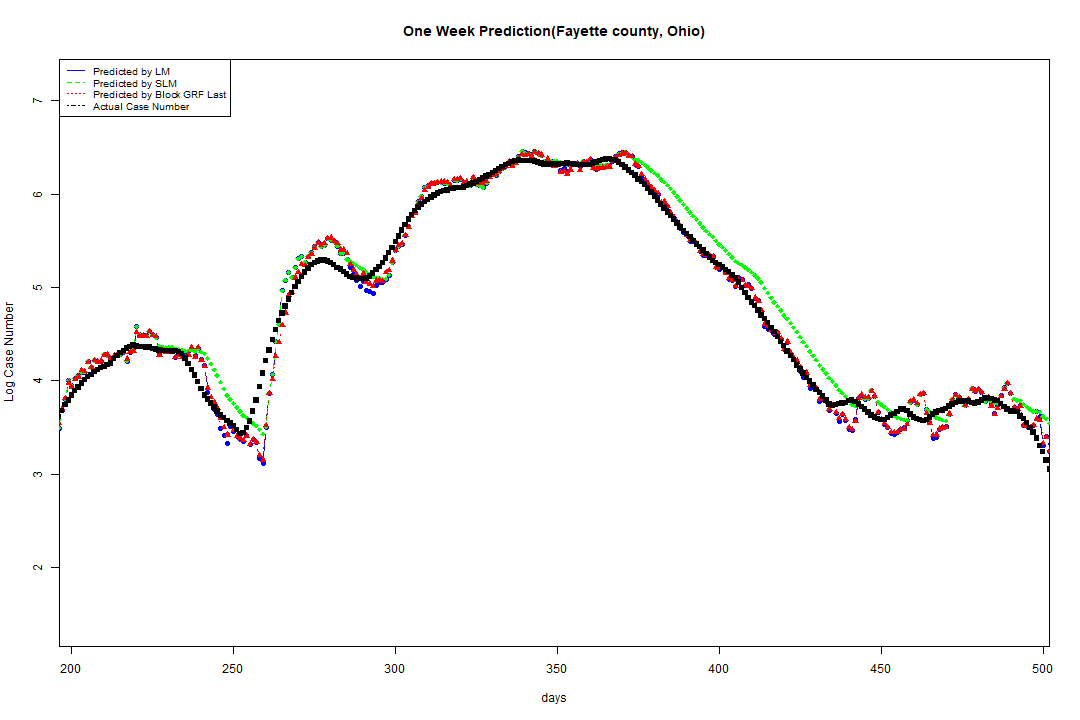 One Week Prediction(Fayette county, Ohio)
Predicted by LM
Predicted by SLM
Predicted by Block GRF Last
Actual Case Number
7
6
5
4
3
2
Log Case Number
200 250 300 350 400 450 500
days